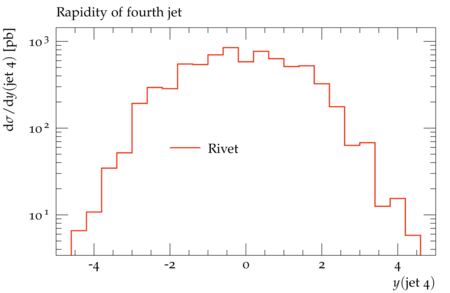 Rapidity of fourth jet
dσ/dy(jet 4) [pb]
10³
10²
10¹
Rivet
-4 -2 0 2 4
y(jet 4)